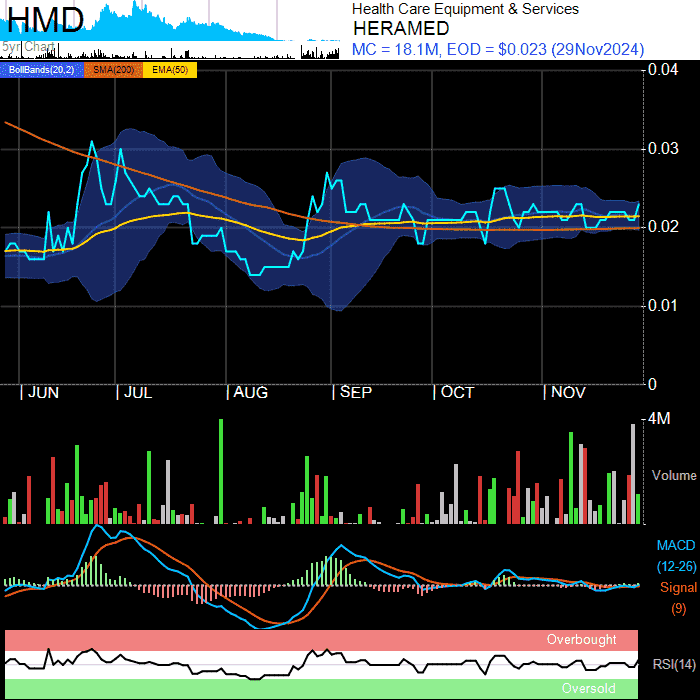 HMD
5yr Chart
Health Care Equipment & Services
HERAMED
MC = 18.1M, EOD = $0.023 (29Nov2024)
BollBands(20,2) SMA(200) EMA(50)
0.04
0.03
0.02
0.01
0
JUN JUL AUG SEP OCT NOV
4M
Volume
MACD
(12-26)
Signal
(9)
Overbought
RSI(14)
Oversold